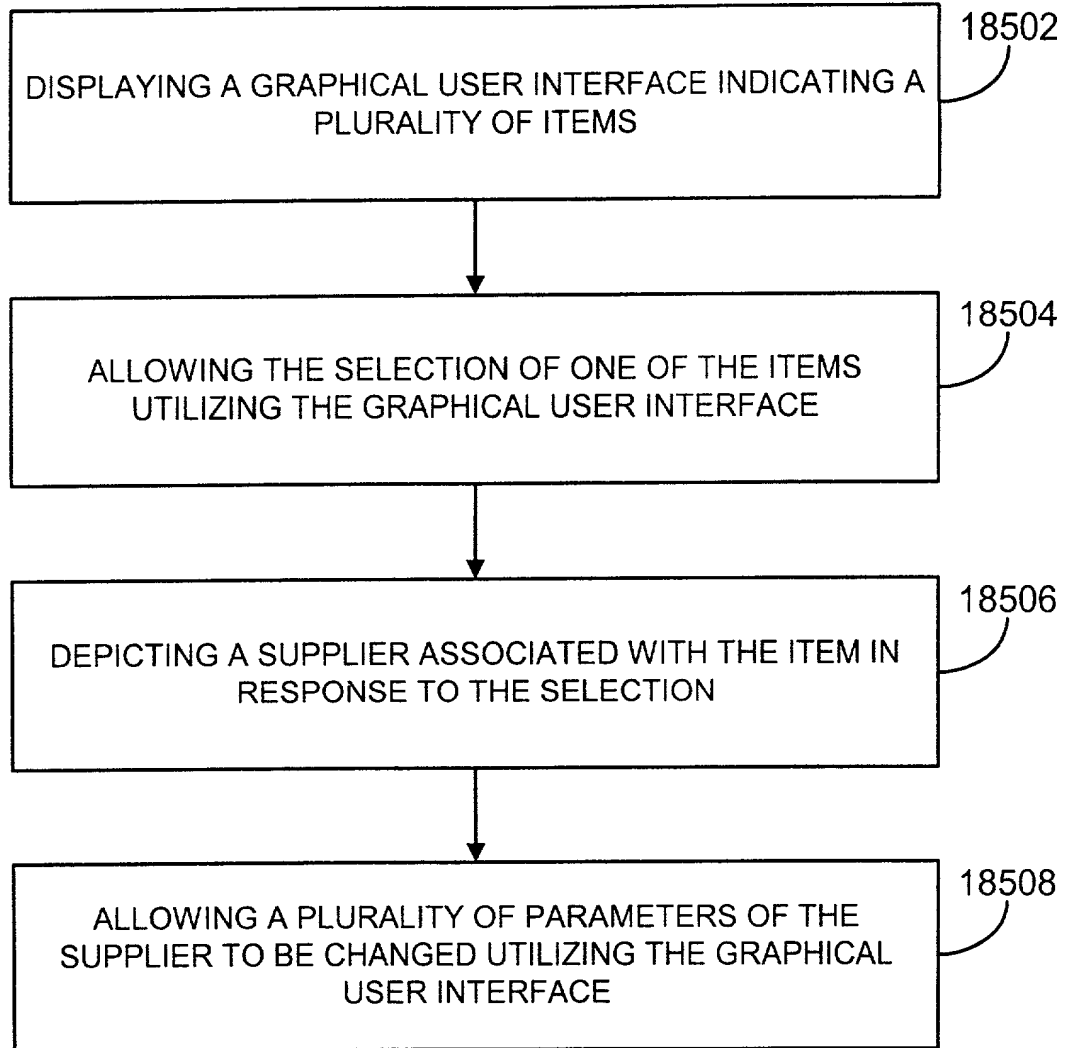 18502
DISPLAYING A GRAPHICAL USER INTERFACE INDICATING A
PLURALITY OF ITEMS
18504
ALLOWING THE SELECTION OF ONE OF THE ITEMS
UTILIZING THE GRAPHICAL USER INTERFACE
18506
DEPICTING A SUPPLIER ASSOCIATED WITH THE ITEM IN
RESPONSE TO THE SELECTION
18508
ALLOWING A PLURALITY OF PARAMETERS OF THE
SUPPLIER TO BE CHANGED UTILIZING THE GRAPHICAL
USER INTERFACE